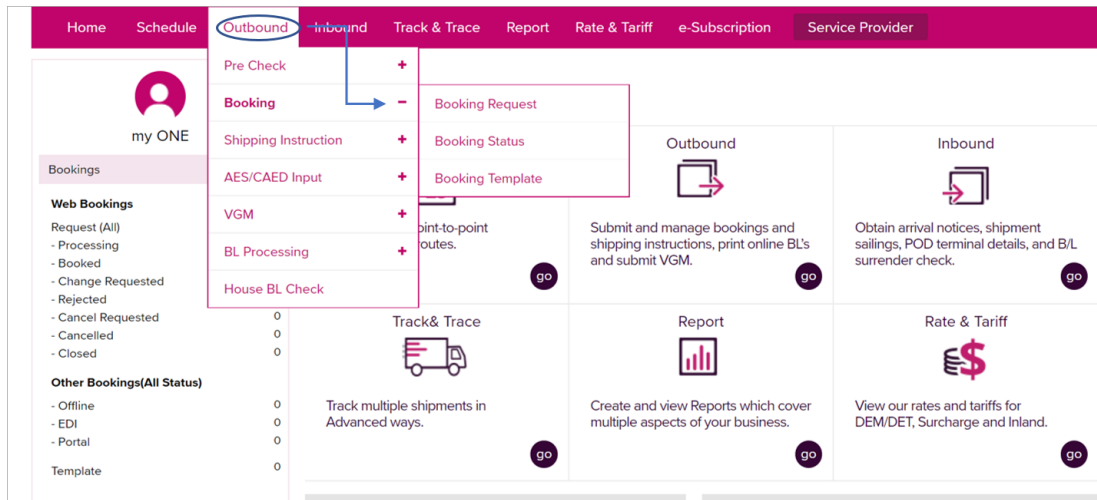 Home Schedule Outbound Inbound Track & Trace Report Rate & Tariff e-Subscription Service Provider
my ONE
Bookings
Web Bookings
Request (All)
- Processing
- Booked
- Change Requested
- Rejected
- Cancel Requested 0
- Cancelled 0
- Closed 0
Other Bookings(All Status)
- Offline 0
- EDI 0
- Portal 0
Template 0
Pre Check +
Booking −
Shipping Instruction +
AES/CAED Input +
VGM +
BL Processing +
House BL Check
Booking Request
Booking Status
Booking Template
oint-to-point
outes.
go
Outbound
Submit and manage bookings and
shipping instructions, print online BL's
and submit VGM.
go
Inbound
Obtain arrival notices, shipment
sailings, POD terminal details, and B/L
surrender check.
go
Track& Trace
Track multiple shipments in
Advanced ways.
go
Report
Create and view Reports which cover
multiple aspects of your business.
go
Rate & Tariff
View our rates and tariffs for
DEM/DET, Surcharge and Inland.
go